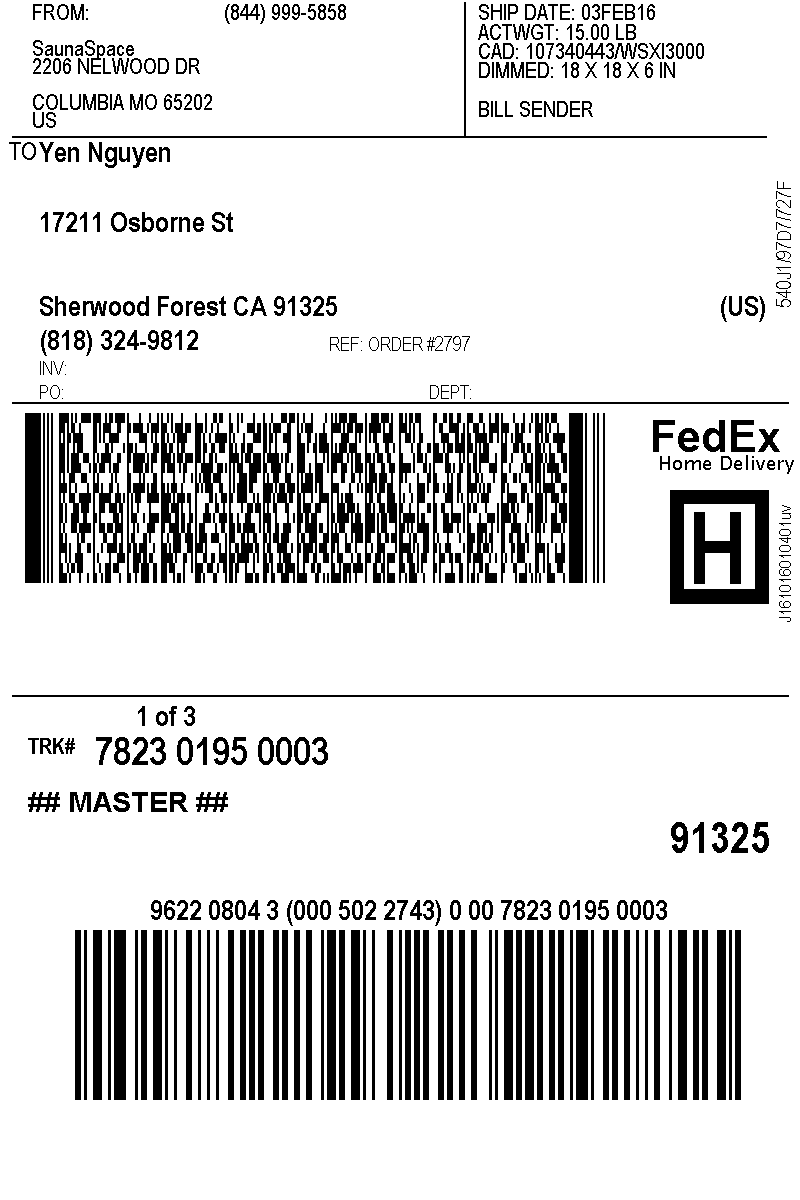 FROM: (844) 999-5858
SaunaSpace
2206 NELWOOD DR
COLUMBIA MO 65202
US
SHIP DATE: 03FEB16
ACTWGT: 15.00 LB
CAD: 107340443/WSXI3000
DIMMED: 18 X 18 X 6 IN
BILL SENDER
TO Yen Nguyen
17211 Osborne St
Sherwood Forest CA 91325 (US)
(818) 324-9812 REF: ORDER #2797
INV:
PO: DEPT:
540J1/97D7/727F
FedEx
Home Delivery
H
J161016010401uv
1 of 3
TRK# 7823 0195 0003
## MASTER ##
91325
9622 0804 3 (000 502 2743) 0 00 7823 0195 0003